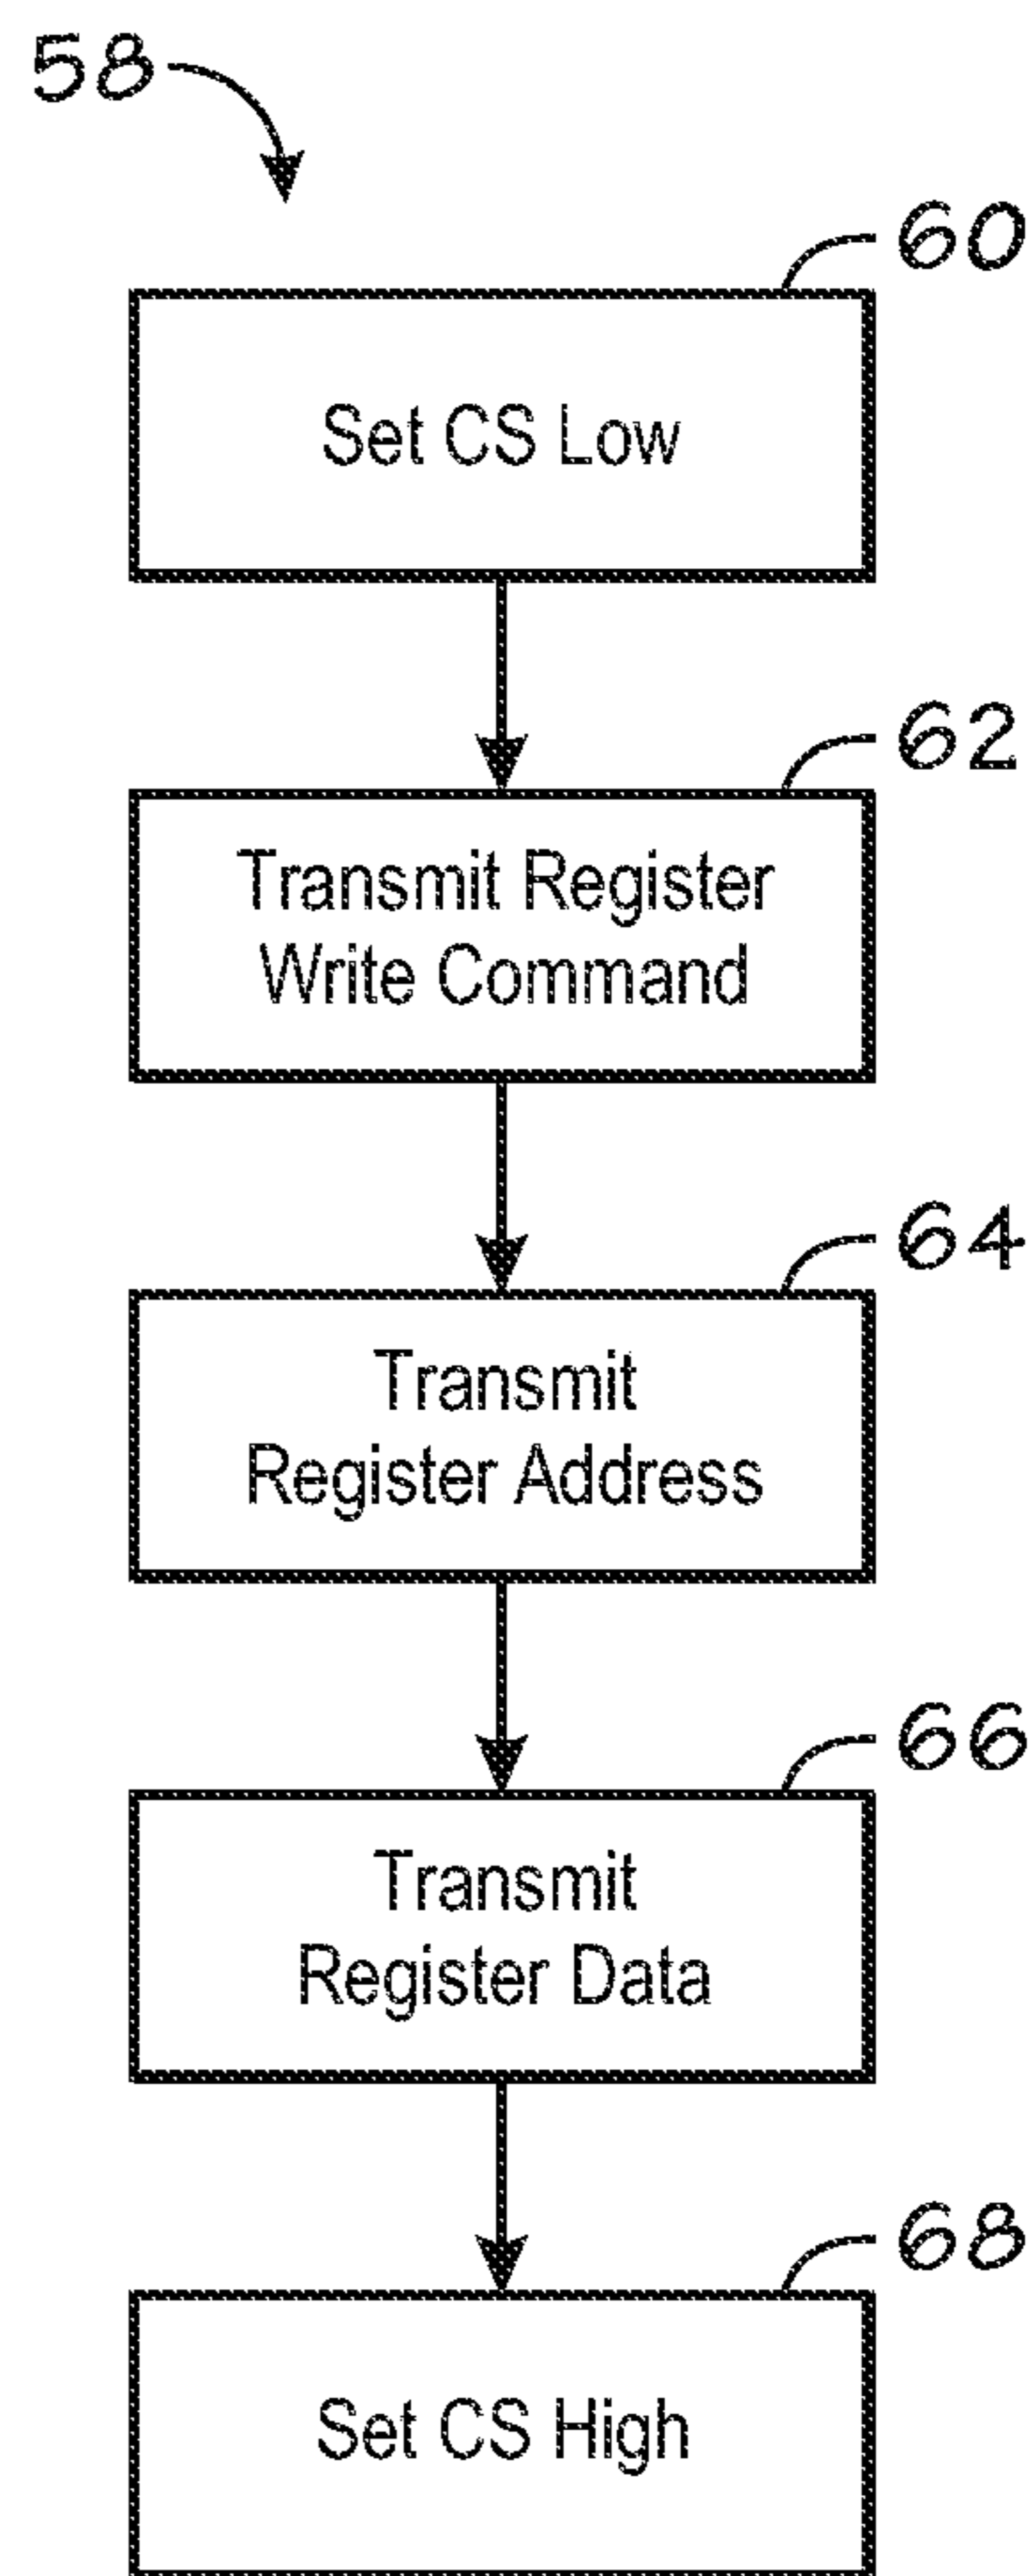 58
60
Set CS Low
62
Transmit Register
Write Command
64
Transmit
Register Address
66
Transmit
Register Data
68
Set CS High